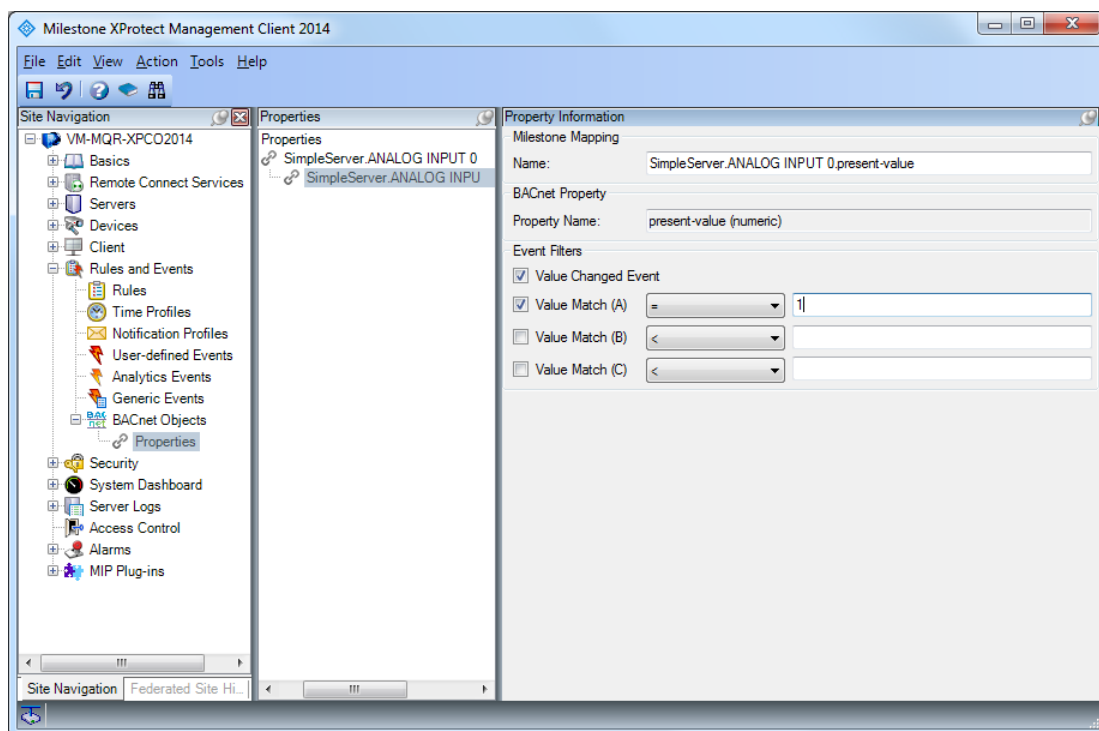 Milestone XProtect Management Client 2014
File Edit View Action Tools Help
Site Navigation
VM-MQR-XPCO2014
Basics
Remote Connect Services
Servers
Devices
Client
Rules and Events
Rules
Time Profiles
Notification Profiles
User-defined Events
Analytics Events
Generic Events
BAC
net
BACnet Objects
Properties
Security
System Dashboard
Server Logs
Access Control
Alarms
MIP Plug-ins
Site Navigation Federated Site Hi...
Properties
Properties
SimpleServer.ANALOG INPUT 0
SimpleServer.ANALOG INPU
Property Information
Milestone Mapping
Name: SimpleServer.ANALOG INPUT 0.present-value
BACnet Property
Property Name: present-value (numeric)
Event Filters
Value Changed Event
Value Match (A) = 1
Value Match (B) <
Value Match (C) <